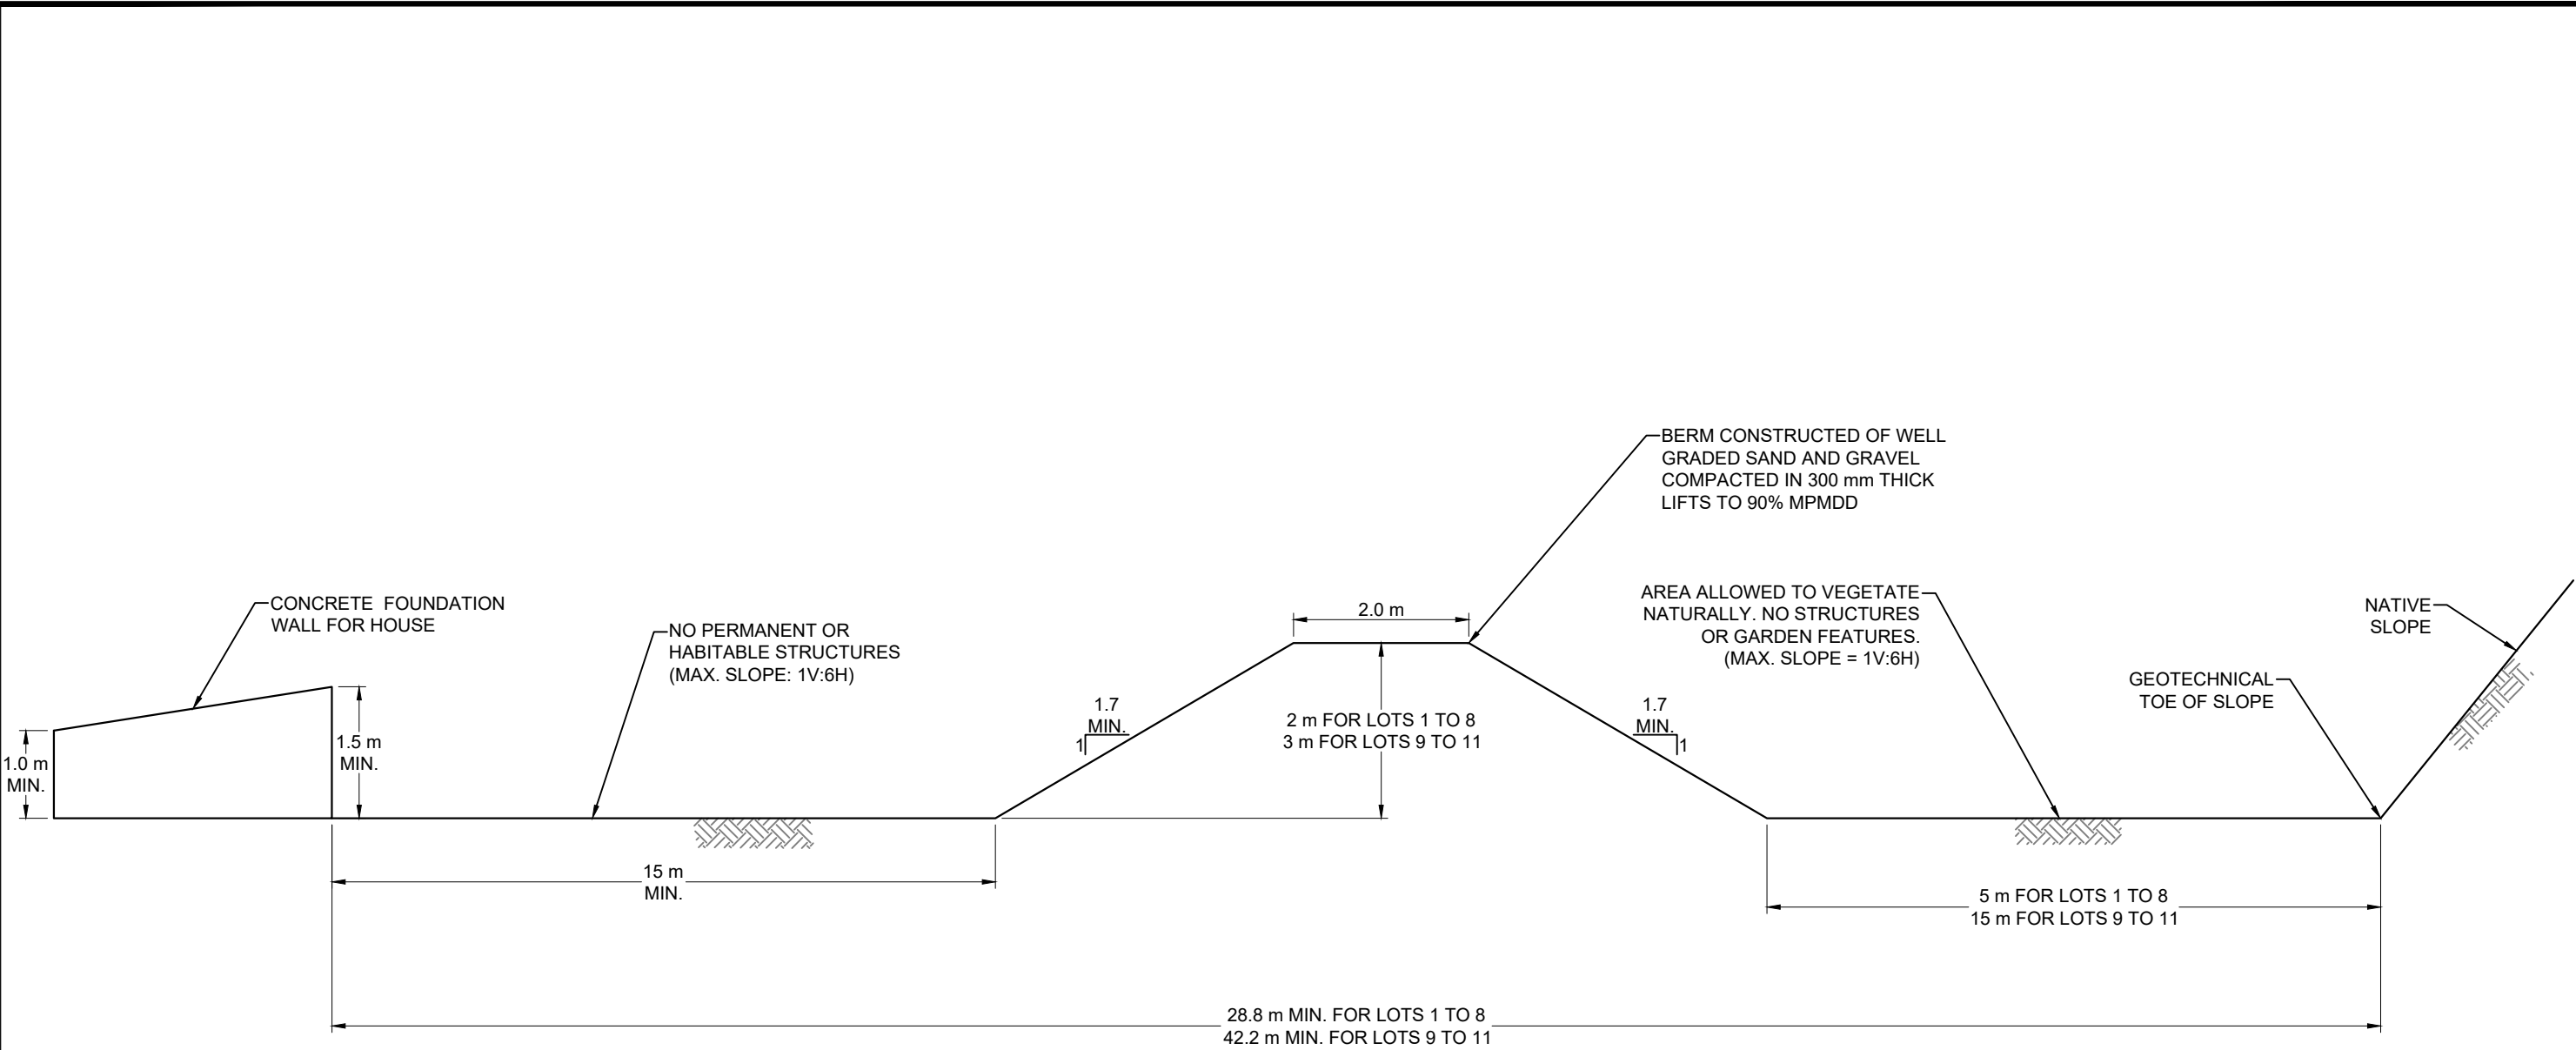 BERM CONSTRUCTED OF WELL
GRADED SAND AND GRAVEL
COMPACTED IN 300 mm THICK
LIFTS TO 90% MPMDD
CONCRETE FOUNDATION
WALL FOR HOUSE
NO PERMANENT OR
HABITABLE STRUCTURES
(MAX. SLOPE: 1V:6H)
2.0 m
AREA ALLOWED TO VEGETATE
NATURALLY. NO STRUCTURES
OR GARDEN FEATURES.
(MAX. SLOPE = 1V:6H)
NATIVE
SLOPE
GEOTECHNICAL
TOE OF SLOPE
1.0 m
MIN.
1.5 m
MIN.
1.7
MIN.
1
2 m FOR LOTS 1 TO 8
3 m FOR LOTS 9 TO 11
1.7
MIN.
1
15 m
MIN.
5 m FOR LOTS 1 TO 8
15 m FOR LOTS 9 TO 11
28.8 m MIN. FOR LOTS 1 TO 8
42.2 m MIN. FOR LOTS 9 TO 11